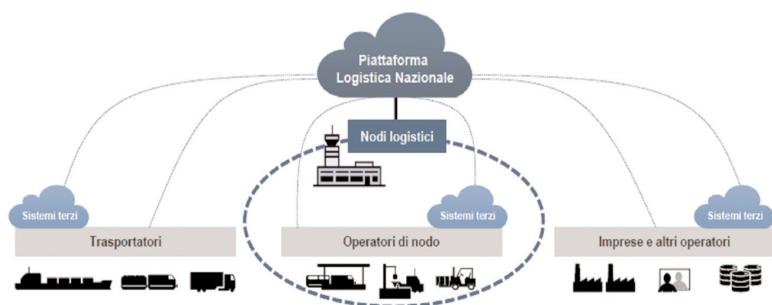 Piattaforma
Logistica Nazionale
Nodi logistici
Sistemi terzi
Sistemi terzi
Sistemi terzi
Trasportatori
Operatori di nodo
Imprese e altri operatori